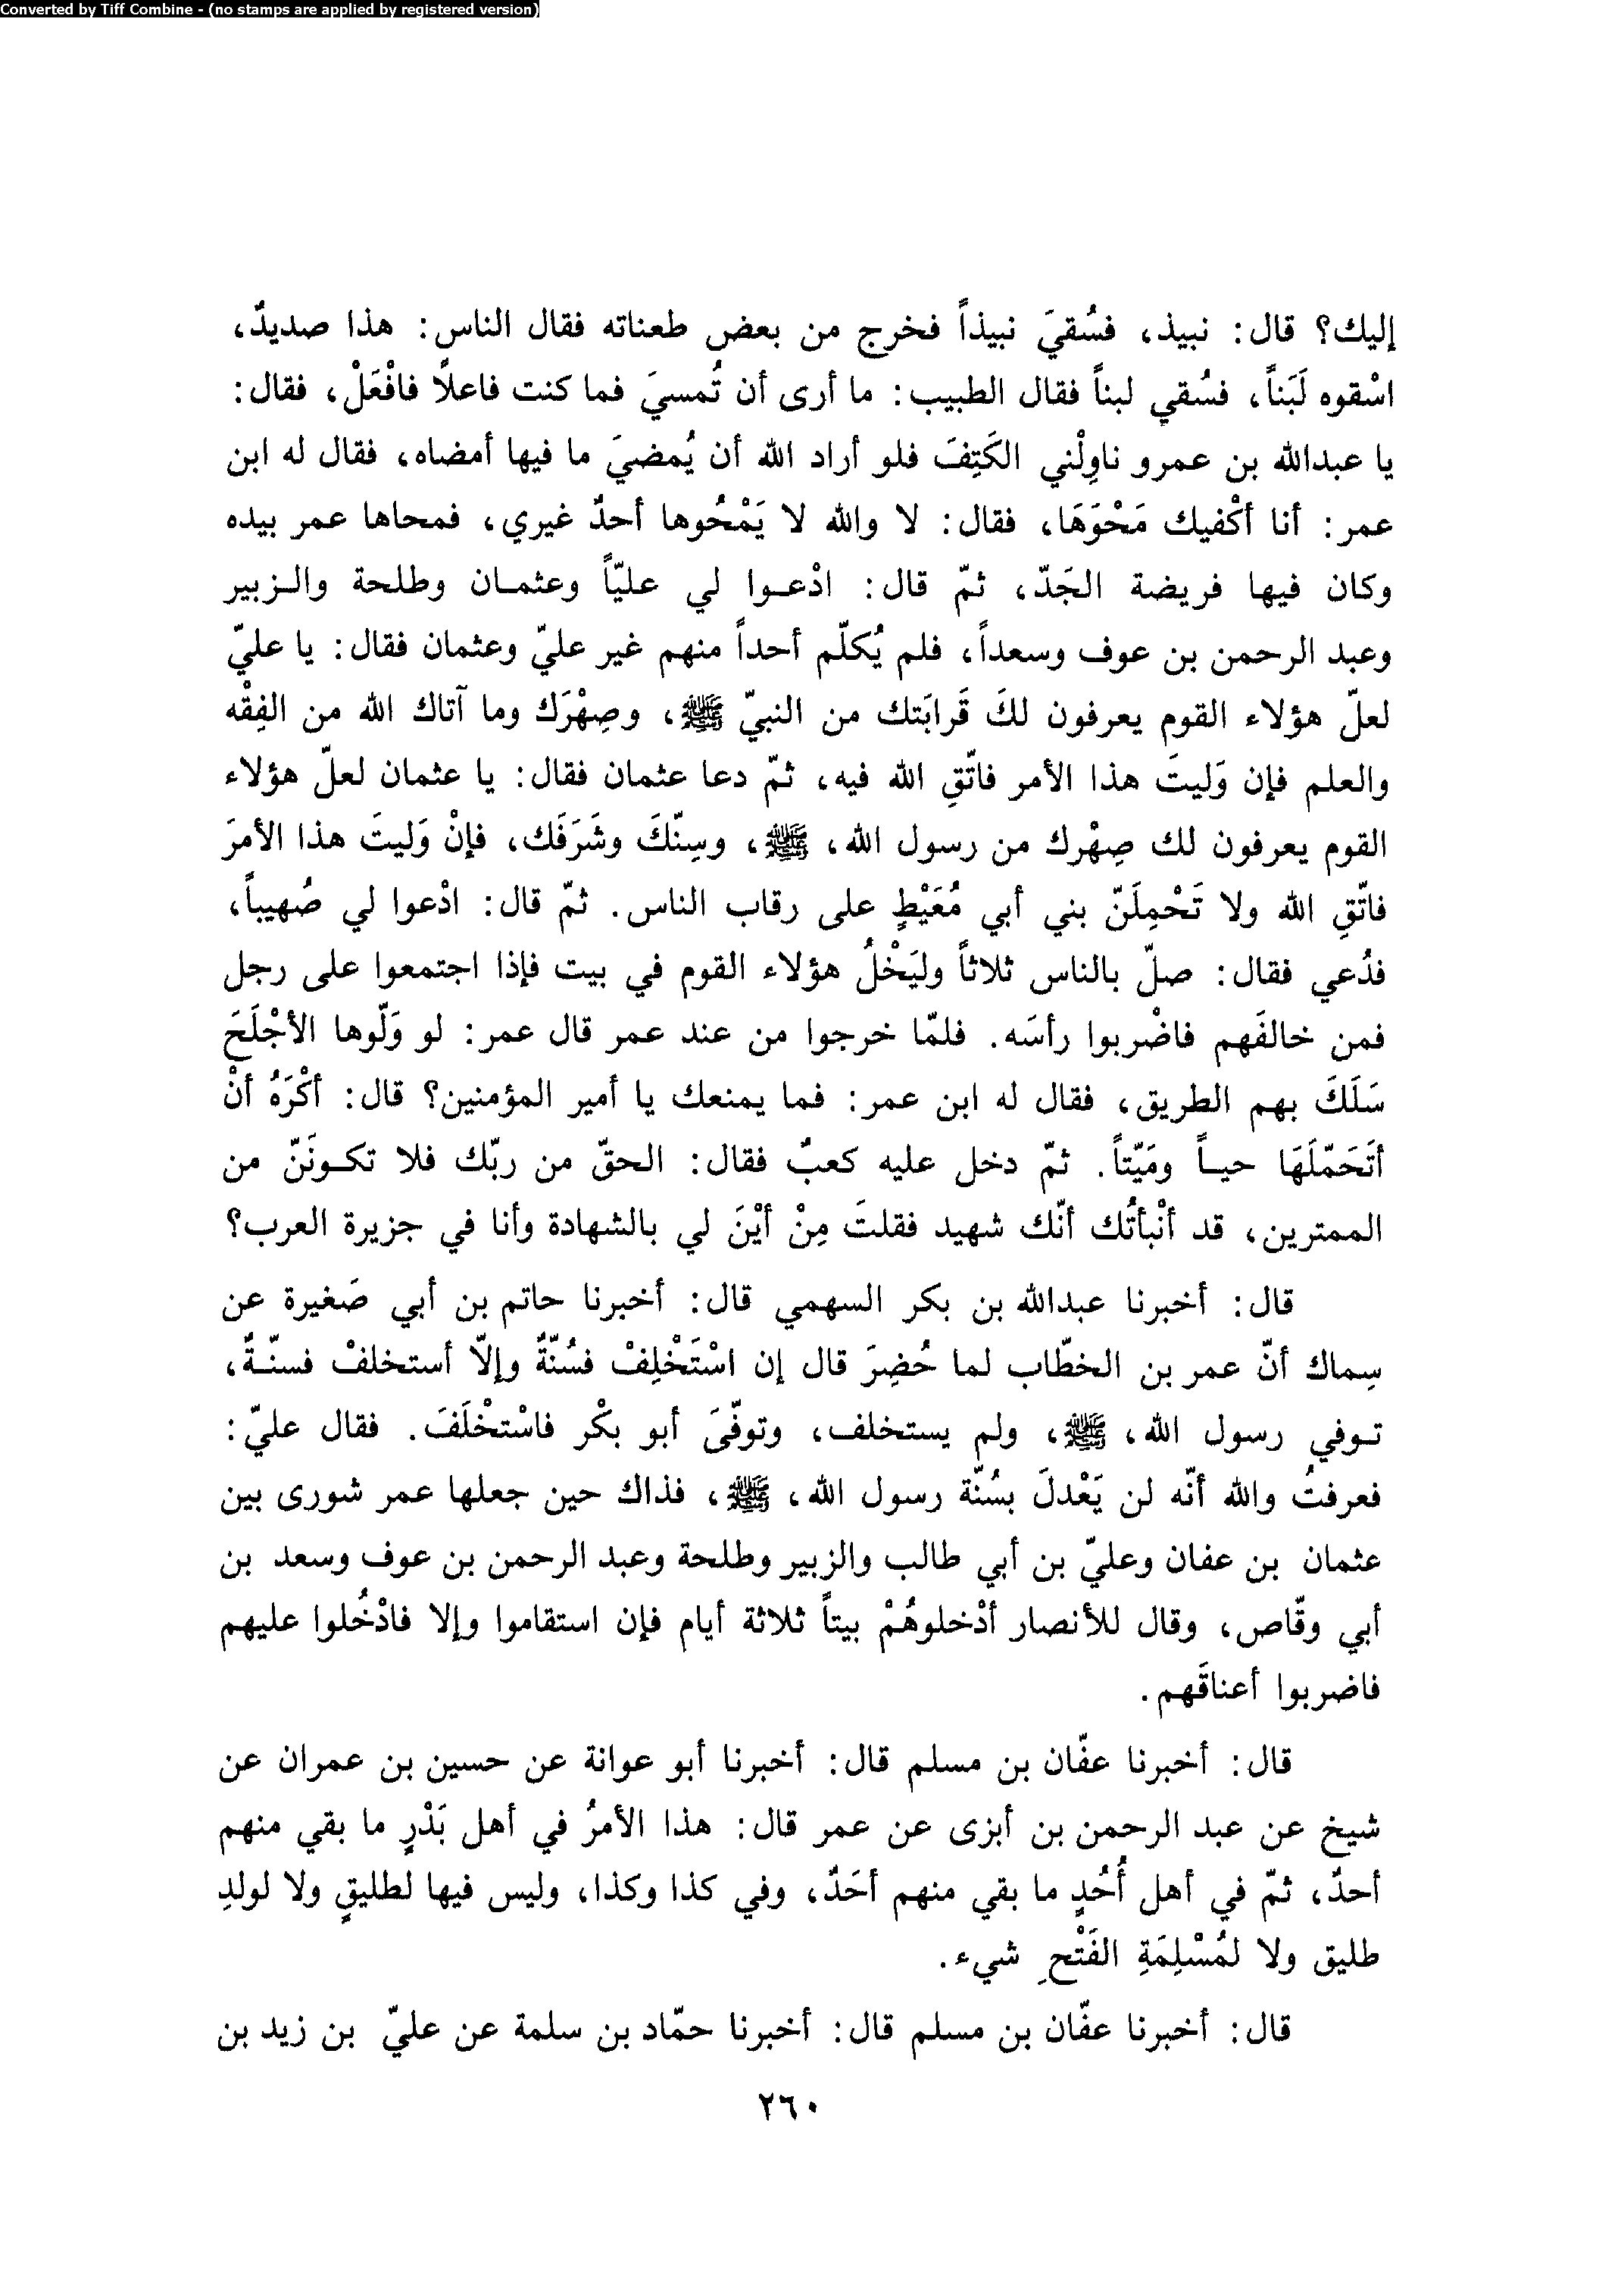 Converted by Tiff Combine - (no stamps are applied by registered version)
إليك؟ قال: نبيذ، فسُقيَ نبيذاً فخرج من بعض طعناته فقال الناس: هذا صديدٌ،
اسْقوه لَبَناً، فسُقي لبناً فقال الطبيب: ما أرى أن تُمسيَ فما كنت فاعلاً فافْعَلْ، فقال:
يا عبدالله بن عمرو ناوِلْني الكَتِفَ فلو أراد الله أن يُمضيَ ما فيها أمضاه، فقال له ابن
عمر: أنا أكْفيك مَحْوَهَا، فقال: لا والله لا يَمْحُوها أحدٌ غيري، فمحاها عمر بيده
وكان فيها فريضة الجَدّ، ثمّ قال: ادْعوا لي عليّاً وعثمان وطلحة والزبير
وعبد الرحمن بن عوف وسعداً، فلم يُكلّم أحداً منهم غير عليّ وعثمان فقال: يا عليّ
لعلّ هؤلاء القوم يعرفون لكَ قَرابَتك من النبيّ ﷺ، وصِهْرَك وما آتاك الله من الفِقْه
والعلم فإن وَليتَ هذا الأمر فاتّقِ الله فيه، ثمّ دعا عثمان فقال: يا عثمان لعلّ هؤلاء
القوم يعرفون لك صِهْرك من رسول الله، ﷺ، وسِنّكَ وشَرَفَك، فإنْ وَليتَ هذا الأمرَ
فاتّقِ الله ولا تَحْمِلَنّ بني أبي مُعَيْطٍ على رقاب الناس. ثمّ قال: ادْعوا لي صُهيباً،
فدُعي فقال: صلّ بالناس ثلاثاً وليَخْلُ هؤلاء القوم في بيت فإذا اجتمعوا على رجل
فمن خالفَهم فاضْربوا رأسَه. فلمّا خرجوا من عند عمر قال عمر: لو وَلّوها الأجْلَحَ
سَلَكَ بهم الطريق، فقال له ابن عمر: فما يمنعك يا أمير المؤمنين؟ قال: أكْرَهُ أنْ
أتَحَمّلَهَا حيـاً ومَيّتاً. ثمّ دخل عليه كعبٌ فقال: الحقّ من ربّك فلا تكونَنّ من
الممترين، قد أنْبأتُك أنّك شهيد فقلتَ مِنْ أيْنَ لي بالشهادة وأنا في جزيرة العرب؟
قال: أخبرنا عبدالله بن بكر السهمي قال: أخبرنا حاتم بن أبي صَغيرة عن
سِماك أنّ عمر بن الخطّاب لما حُضِرَ قال إن اسْتَخْلِفْ فسُنّةٌ وإلاّ أستخلفْ فسنّـةٌ،
توفي رسول الله، ﷺ، ولم يستخلف، وتوفّىَ أبو بكْر فاسْتخْلَفَ. فقال عليّ:
فعرفتُ والله أنّه لن يَعْدلَ بسُنّة رسول الله، ﷺ، فذاك حين جعلها عمر شورى بين
عثمان بن عفان وعليّ بن أبي طالب والزبير وطلحة وعبد الرحمن بن عوف وسعد بن
أبي وقّاص، وقال للأنصار أدْخلوهُمْ بيتاً ثلاثة أيام فإن استقاموا وإلا فادْخُلوا عليهم
فاضربوا أعناقَهم.
قال: أخبرنا عفّان بن مسلم قال: أخبرنا أبو عوانة عن حسين بن عمران عن
شيخ عن عبد الرحمن بن أبزى عن عمر قال: هذا الأمرُ في أهل بَدْرٍ ما بقي منهم
أحدٌ، ثمّ في أهل أُحُدٍ ما بقي منهم أحَدٌ، وفي كذا وكذا، وليس فيها لطليقٍ ولا لولدِ
طليق ولا لمُسْلِمَةِ الفَتْحِ شيء.
قال: أخبرنا عفّان بن مسلم قال: أخبرنا حمّاد بن سلمة عن عليّ بن زيد بن
٢٦٠